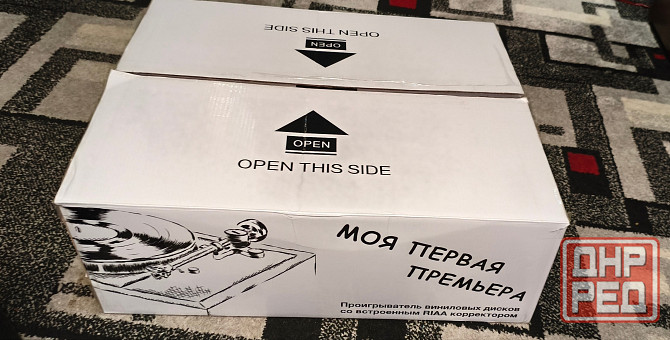 OPEN THIS SIDE
OPEN
OPEN
OPEN THIS SIDE
МОЯ ПЕРВАЯ
ПРЕМЬЕРА
Проигрыватель виниловых дисков
со встроенным RIAA корректором
ДНР
РЕД